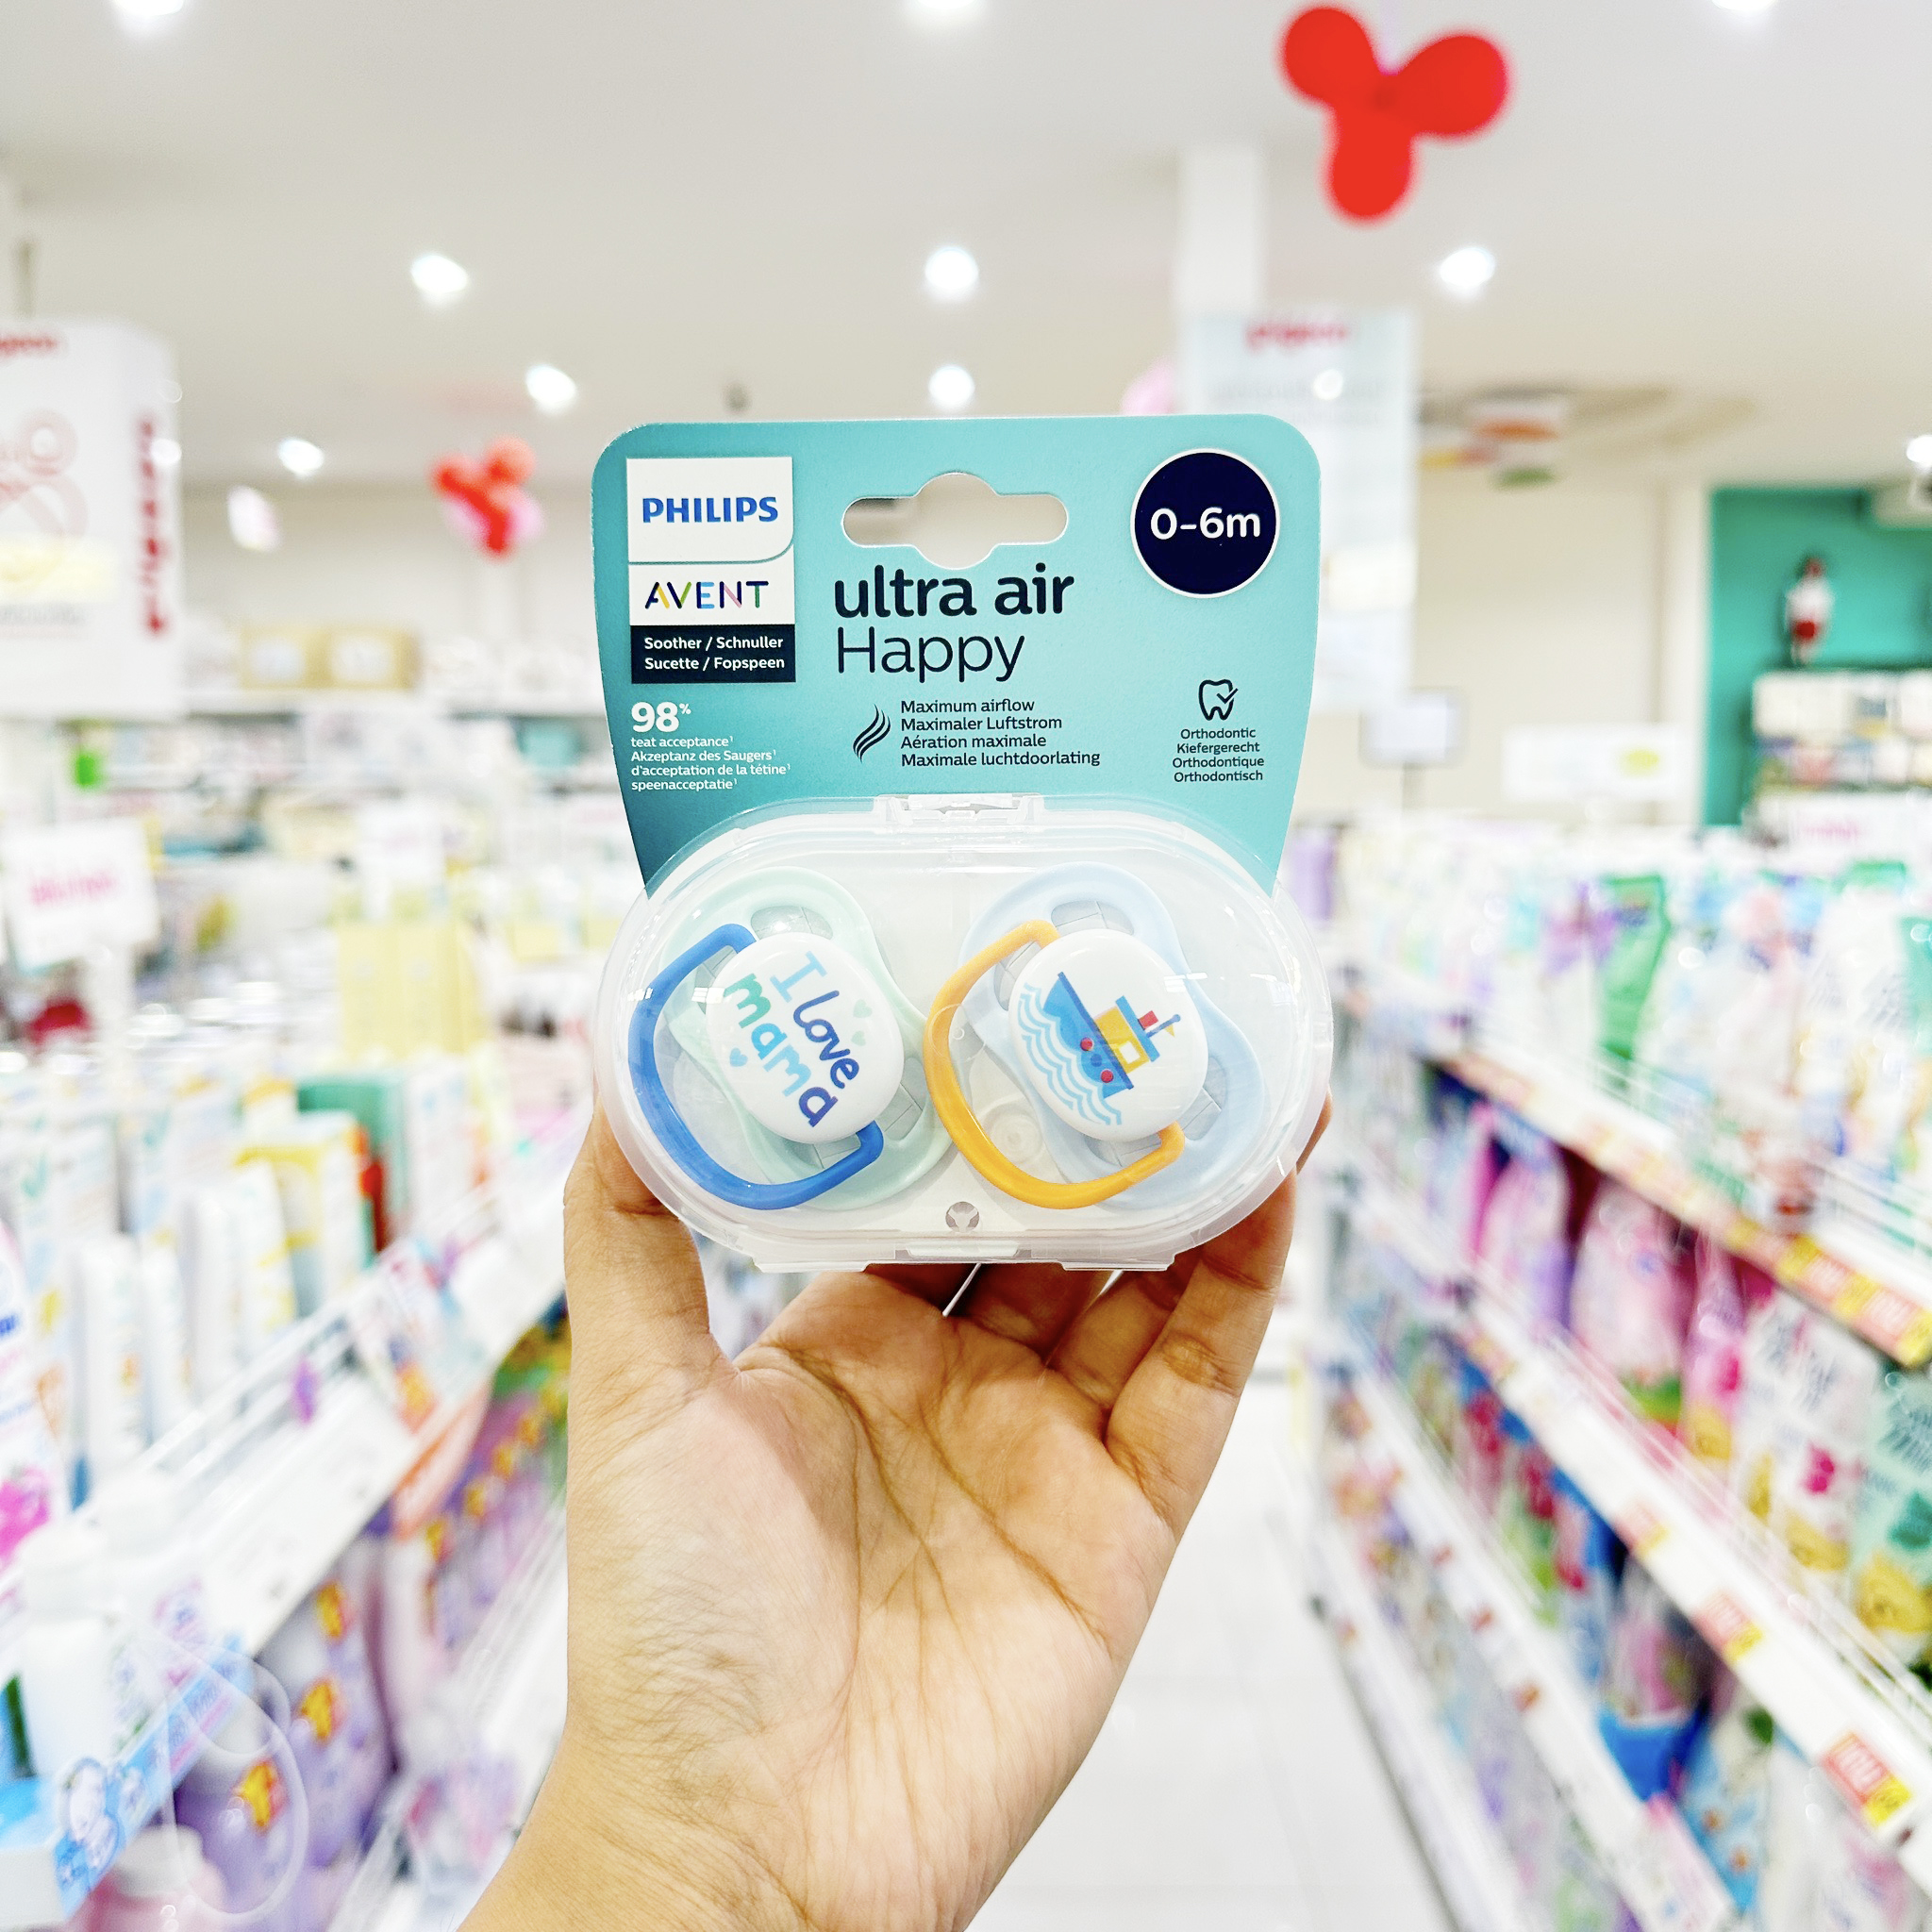 PHILIPS
AVENT
Soother / Schnuller
Sucette / Fopspeen
98%
teat acceptance¹
Akzeptanz des Saugers¹
d'acceptation de la tétine¹
speenacceptatie¹
ultra air
Happy
Maximum airflow
Maximaler Luftstrom
Aération maximale
Maximale luchtdoorlating
0-6m
Orthodontic
Kiefergerecht
Orthodontique
Orthodontisch
I love
mama
pigeon